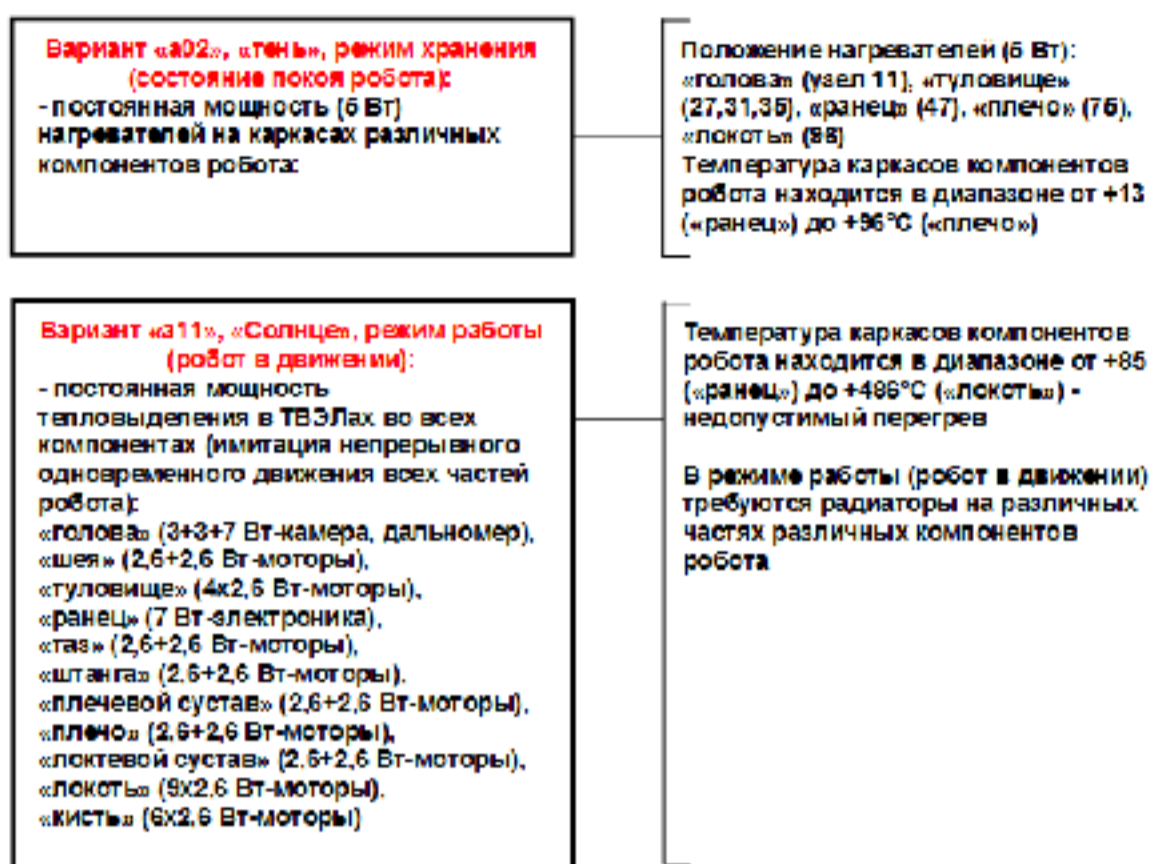 Вариант «а02», «тень», режим хранения
(состояние покоя робота):
- постоянная мощность (5 Вт)
нагревателей на каркасах различных
компонентов робота:
Положение нагревателей (5 Вт):
«голова» (узел 11), «туловище»
(27,31,35), «ранец» (47), «плечо» (75),
«локоть» (88)
Температура каркасов компонентов
робота находится в диапазоне от +13
(«ранец») до +96°С («плечо»)
Вариант «а11», «Солнце», режим работы
(робот в движении):
- постоянная мощность
тепловыделения в ТВЭЛах во всех
компонентах (имитация непрерывного
одновременного движения всех частей
робота):
«голова» (3+3+7 Вт-камера, дальномер),
«шея» (2,6+2,6 Вт-моторы),
«туловище» (4х2,6 Вт-моторы),
«ранец» (7 Вт-электроника),
«таз» (2,6+2,6 Вт-моторы),
«штанга» (2,6+2,6 Вт-моторы),
«плечевой сустав» (2,6+2,6 Вт-моторы),
«плечо» (2,6+2,6 Вт-моторы),
«локтевой сустав» (2,6+2,6 Вт-моторы),
«локоть» (9х2,6 Вт-моторы),
«кисть» (6х2,6 Вт-моторы)
Температура каркасов компонентов
робота находится в диапазоне от +85
(«ранец») до +486°С («локоть») -
недопустимый перегрев
В режиме работы (робот в движении)
требуются радиаторы на различных
частях различных компонентов
робота